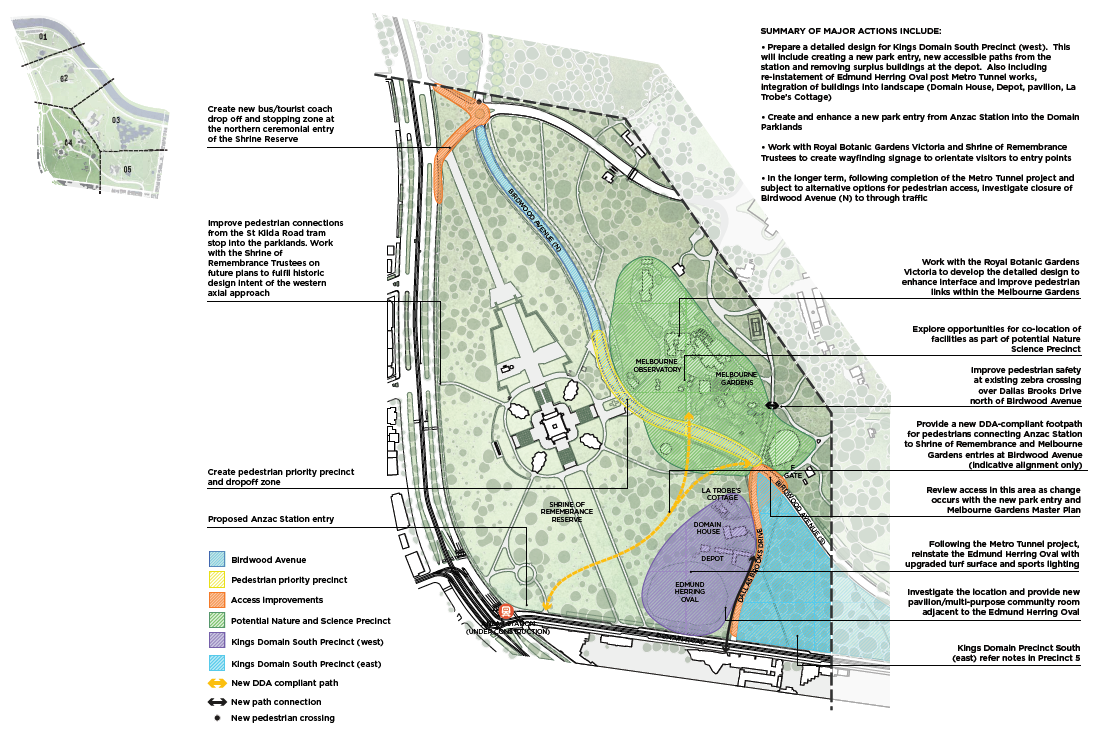 01
02
03
04
05
SUMMARY OF MAJOR ACTIONS INCLUDE:
• Prepare a detailed design for Kings Domain South Precinct (west). This
will include creating a new park entry, new accessible paths from the
station and removing surplus buildings at the depot. Also including
re-instatement of Edmund Herring Oval post Metro Tunnel works,
integration of buildings into landscape (Domain House, Depot, pavilion, La
Trobe's Cottage)
• Create and enhance a new park entry from Anzac Station into the Domain
Parklands
• Work with Royal Botanic Gardens Victoria and Shrine of Remembrance
Trustees to create wayfinding signage to orientate visitors to entry points
• In the longer term, following completion of the Metro Tunnel project and
subject to alternative options for pedestrian access, investigate closure of
Birdwood Avenue (N) to through traffic
Create new bus/tourist coach
drop off and stopping zone at
the northern ceremonial entry
of the Shrine Reserve
Improve pedestrian connections
from the St Kilda Road tram
stop into the parklands. Work
with the Shrine of
Remembrance Trustees on
future plans to fulfil historic
design intent of the western
axial approach
Create pedestrian priority precinct
and dropoff zone
Proposed Anzac Station entry
BIRDWOOD AVENUE (N)
MELBOURNE
OBSERVATORY
MELBOURNE
GARDENS
F
GATE
BIRDWOOD AVENUE (S)
LA TROBE'S
COTTAGE
SHRINE OF
REMEMBRANCE
RESERVE
DOMAIN
HOUSE
DEPOT
DALLAS BROOKS DRIVE
EDMUND
HERRING
OVAL
STATION
(UNDER CONSTRUCTION)
DOMAIN ROAD
Work with the Royal Botanic Gardens
Victoria to develop the detailed design to
enhance interface and improve pedestrian
links within the Melbourne Gardens
Explore opportunities for co-location of
facilities as part of potential Nature
Science Precinct
Improve pedestrian safety
at existing zebra crossing
over Dallas Brooks Drive
north of Birdwood Avenue
Provide a new DDA-compliant footpath
for pedestrians connecting Anzac Station
to Shrine of Remembrance and Melbourne
Gardens entries at Birdwood Avenue
(indicative alignment only)
Review access in this area as change
occurs with the new park entry and
Melbourne Gardens Master Plan
Following the Metro Tunnel project,
reinstate the Edmund Herring Oval with
upgraded turf surface and sports lighting
Investigate the location and provide new
pavilion/multi-purpose community room
adjacent to the Edmund Herring Oval
Kings Domain Precinct South
(east) refer notes in Precinct 5
Birdwood Avenue
Pedestrian priority precinct
Access improvements
Potential Nature and Science Precinct
Kings Domain South Precinct (west)
Kings Domain South Precinct (east)
New DDA compliant path
New path connection
New pedestrian crossing